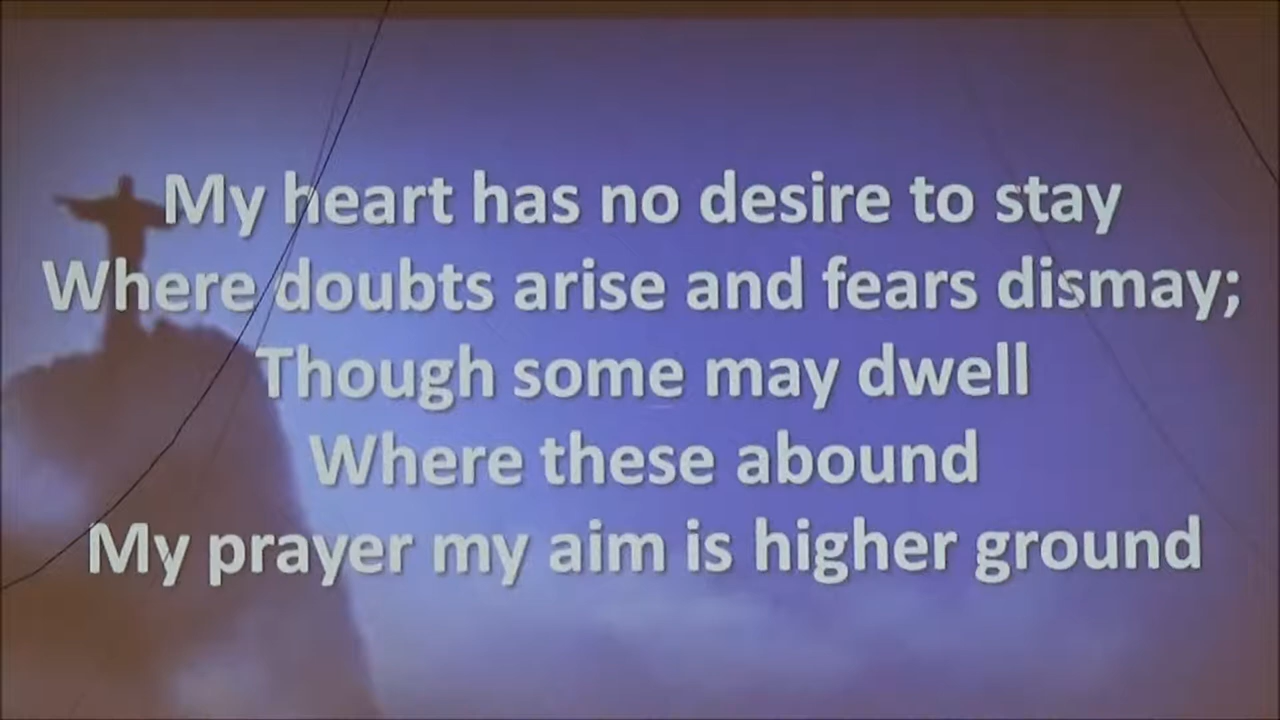 My heart has no desire to stay
Where doubts arise and fears dismay;
Though some may dwell
Where these abound
My prayer my aim is higher ground